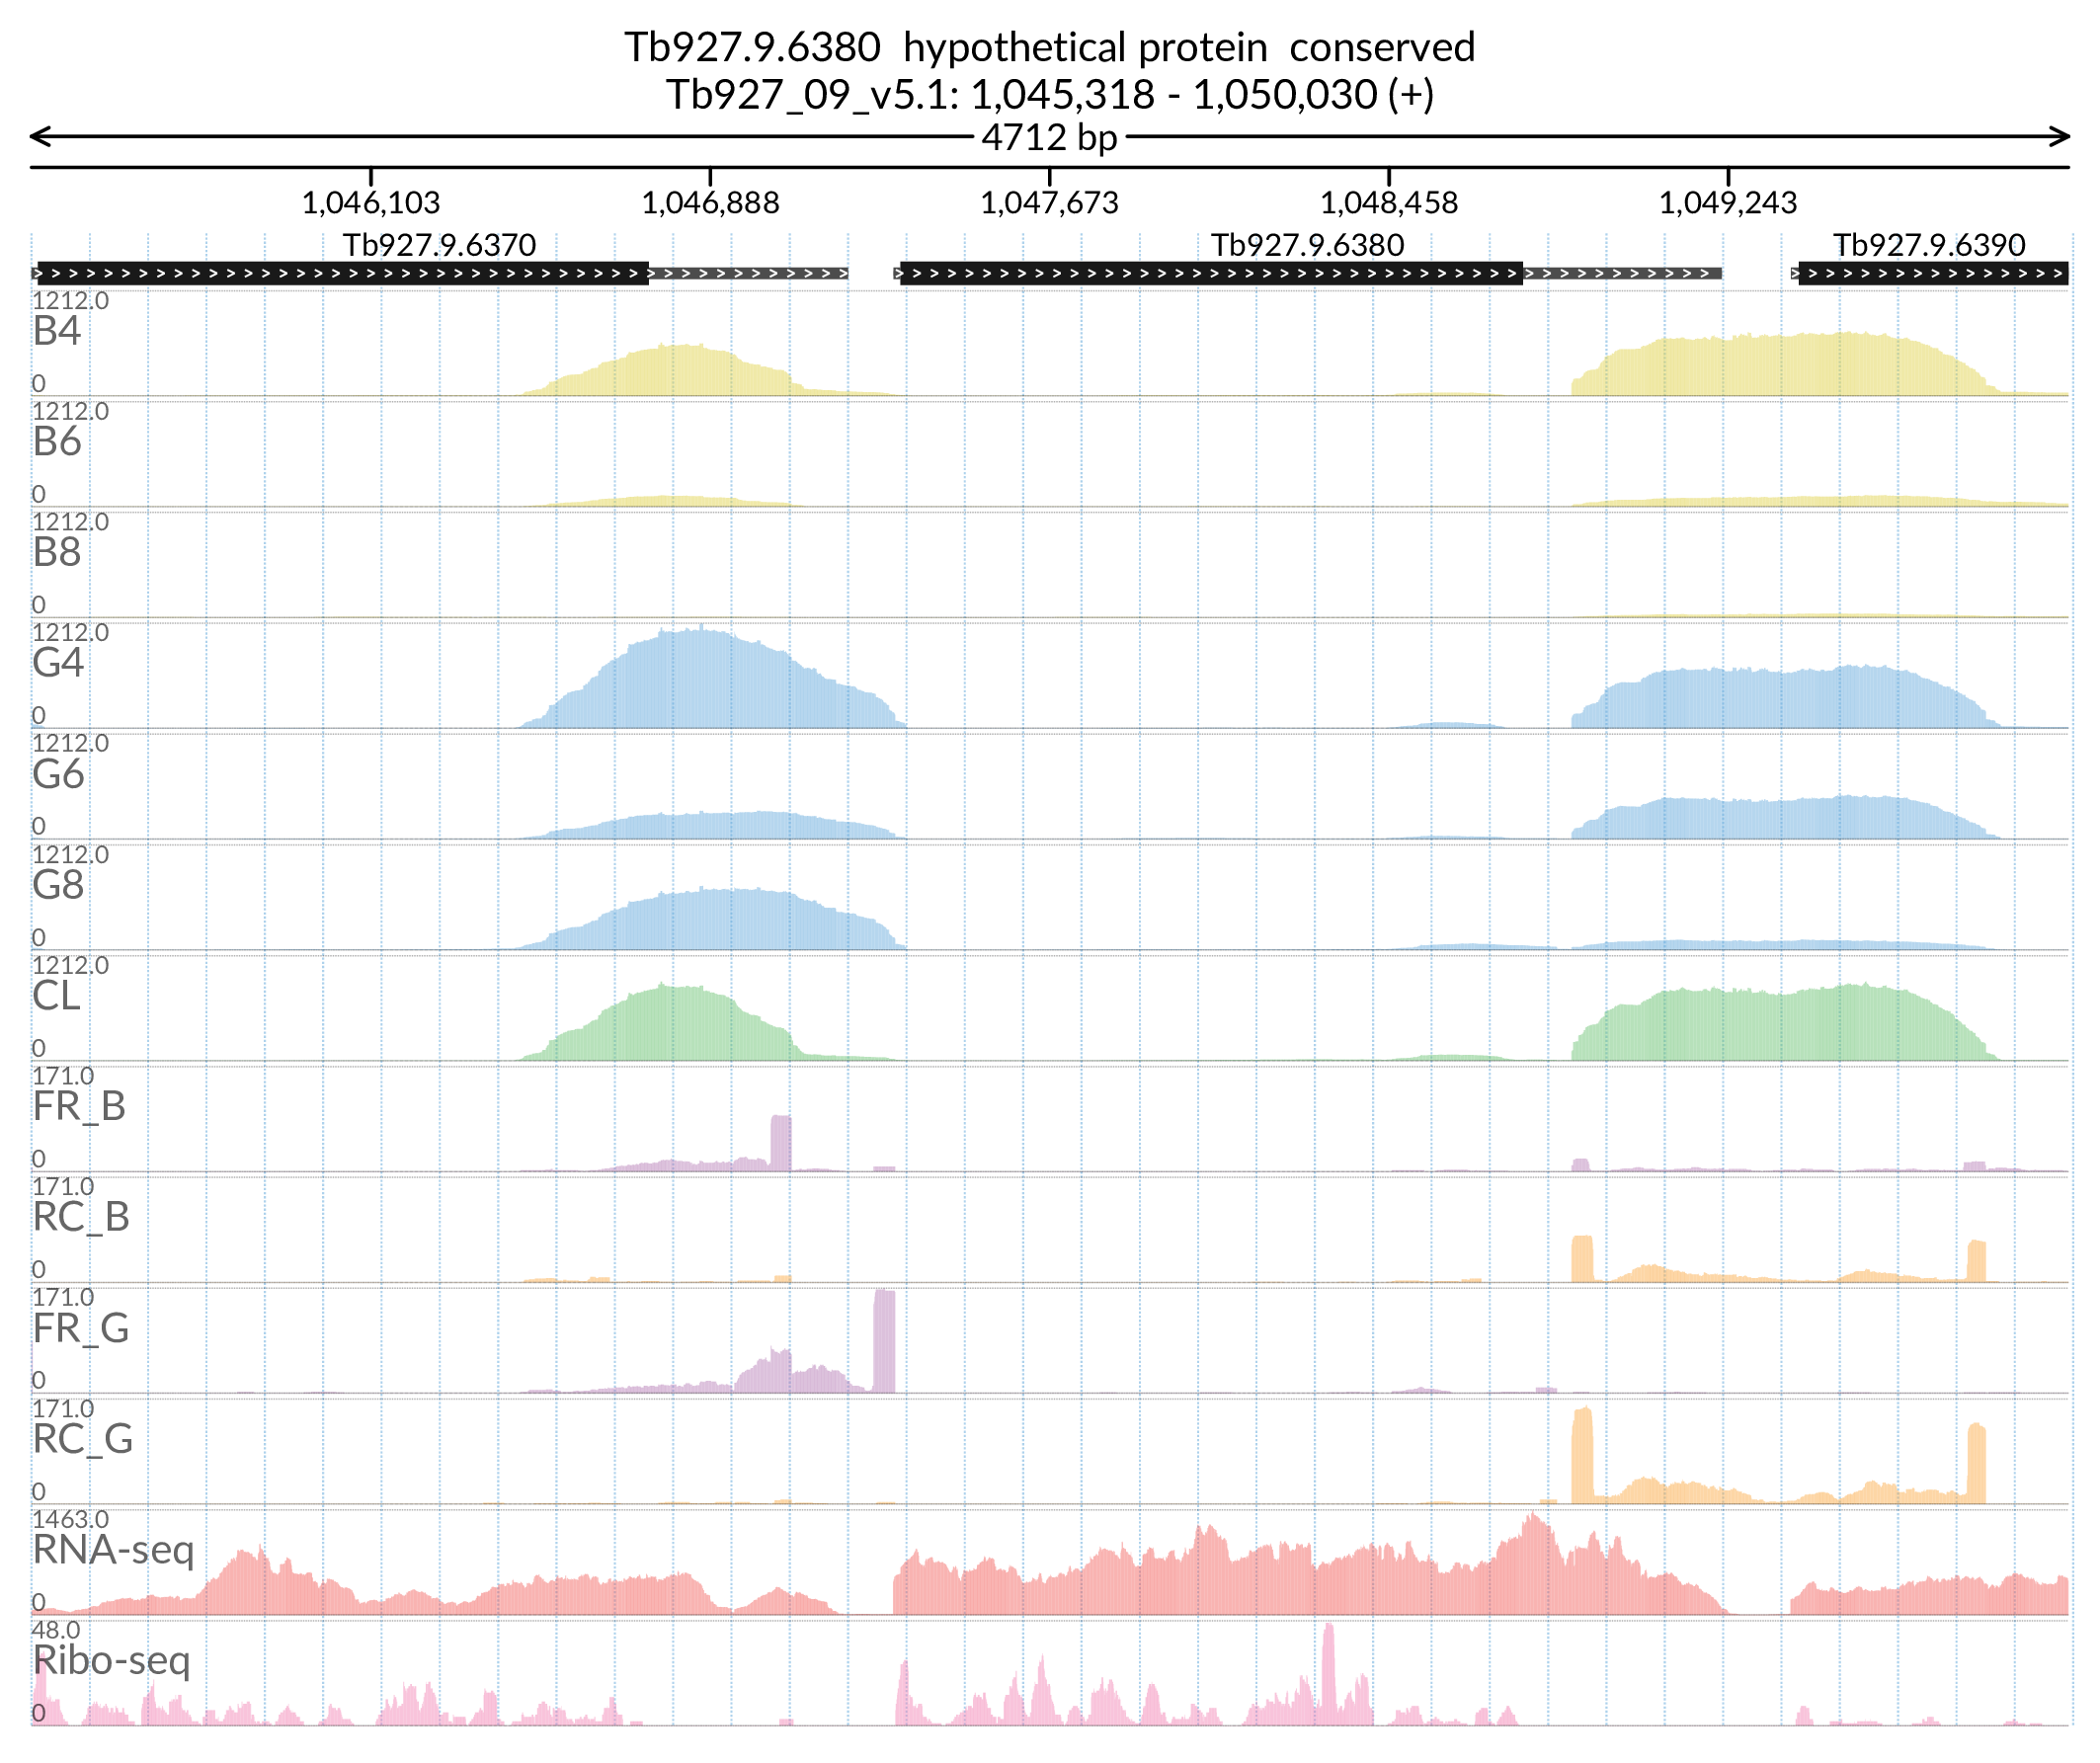 Tb927.9.6380 hypothetical protein conserved
Tb927_09_v5.1: 1,045,318 - 1,050,030 (+)
4712 bp
1,046,103 1,046,888 1,047,673 1,048,458 1,049,243
Tb927.9.6370 Tb927.9.6380 Tb927.9.6390
1212.0
B4
0
1212.0
B6
0
1212.0
B8
0
1212.0
G4
0
1212.0
G6
0
1212.0
G8
0
1212.0
CL
0
171.0
FR_B
0
171.0
RC_B
0
171.0
FR_G
0
171.0
RC_G
0
1463.0
RNA-seq
0
48.0
Ribo-seq
0